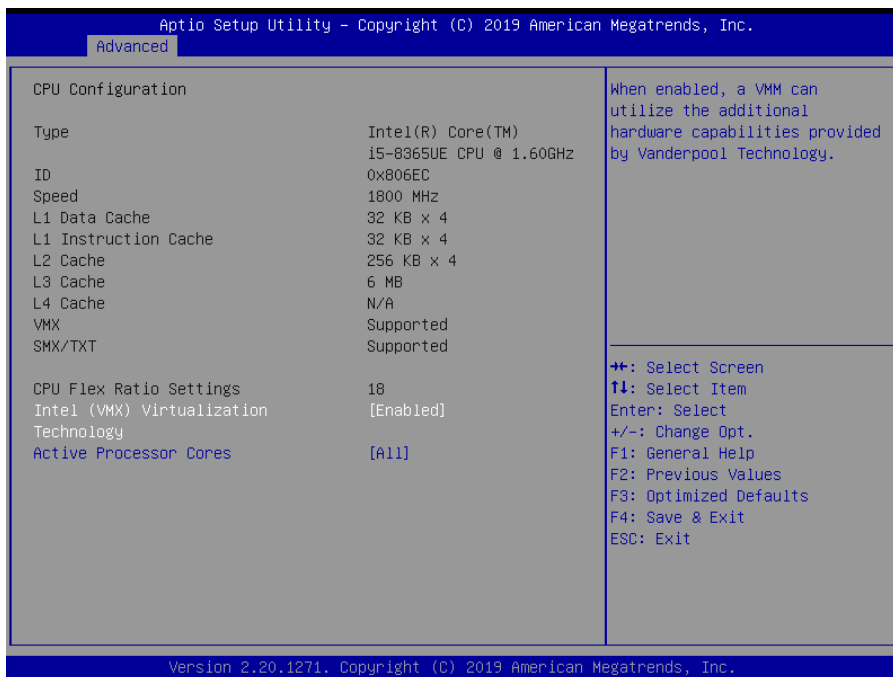 Aptio Setup Utility – Copyright (C) 2019 American Megatrends, Inc.
Advanced
CPU Configuration
Type Intel(R) Core(TM)
i5-8365UE CPU @ 1.60GHz
ID 0x806EC
Speed 1800 MHz
L1 Data Cache 32 KB x 4
L1 Instruction Cache 32 KB x 4
L2 Cache 256 KB x 4
L3 Cache 6 MB
L4 Cache N/A
VMX Supported
SMX/TXT Supported
CPU Flex Ratio Settings 18
Intel (VMX) Virtualization [Enabled]
Technology
Active Processor Cores [All]
When enabled, a VMM can
utilize the additional
hardware capabilities provided
by Vanderpool Technology.
→←: Select Screen
↑↓: Select Item
Enter: Select
+/-: Change Opt.
F1: General Help
F2: Previous Values
F3: Optimized Defaults
F4: Save & Exit
ESC: Exit
Version 2.20.1271. Copyright (C) 2019 American Megatrends, Inc.